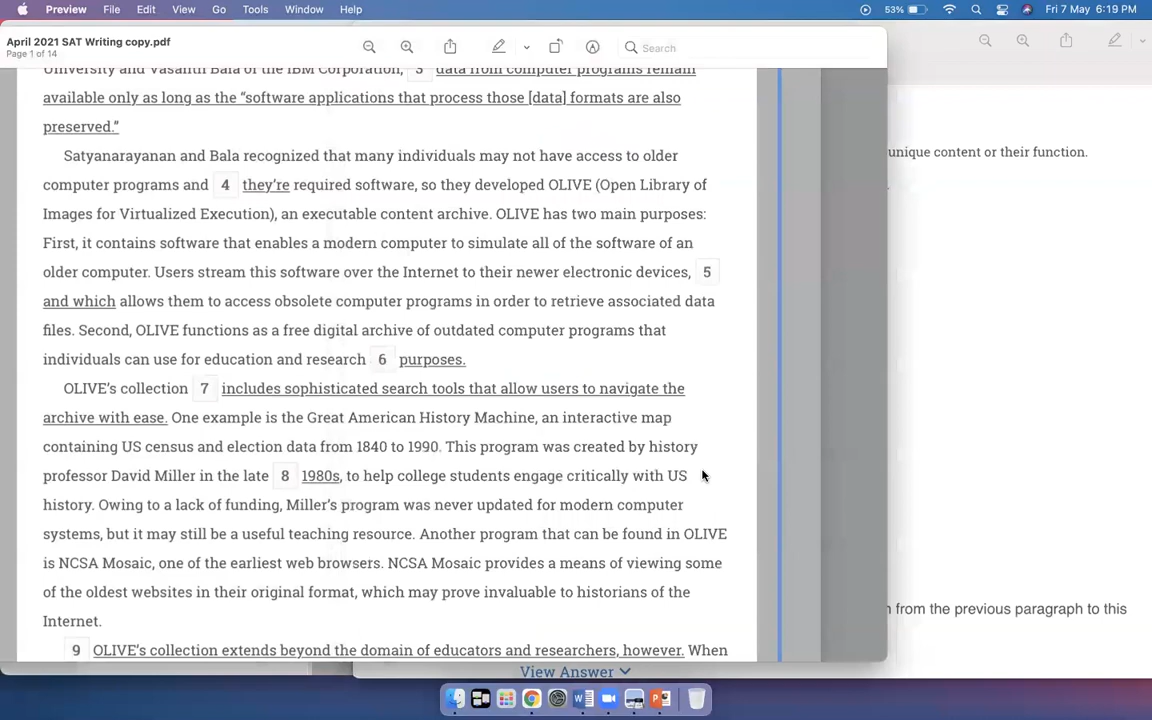 Preview File Edit View Go Tools Window Help 53% Fri 7 May 6:19 PM
April 2021 SAT Writing copy.pdf
Page 1 of 14
Search
University and Vasanth Bala of the IBM Corporation, 3 data from computer programs remain
available only as long as the “software applications that process those [data] formats are also
preserved.”
unique content or their function.
Satyanarayanan and Bala recognized that many individuals may not have access to older
computer programs and 4 they’re required software, so they developed OLIVE (Open Library of
Images for Virtualized Execution), an executable content archive. OLIVE has two main purposes:
First, it contains software that enables a modern computer to simulate all of the software of an
older computer. Users stream this software over the Internet to their newer electronic devices, 5
and which allows them to access obsolete computer programs in order to retrieve associated data
files. Second, OLIVE functions as a free digital archive of outdated computer programs that
individuals can use for education and research 6 purposes.
OLIVE’s collection 7 includes sophisticated search tools that allow users to navigate the
archive with ease. One example is the Great American History Machine, an interactive map
containing US census and election data from 1840 to 1990. This program was created by history
professor David Miller in the late 8 1980s, to help college students engage critically with US
history. Owing to a lack of funding, Miller’s program was never updated for modern computer
systems, but it may still be a useful teaching resource. Another program that can be found in OLIVE
is NCSA Mosaic, one of the earliest web browsers. NCSA Mosaic provides a means of viewing some
of the oldest websites in their original format, which may prove invaluable to historians of the
Internet.
from the previous paragraph to this
9 OLIVE’s collection extends beyond the domain of educators and researchers, however. When
View Answer